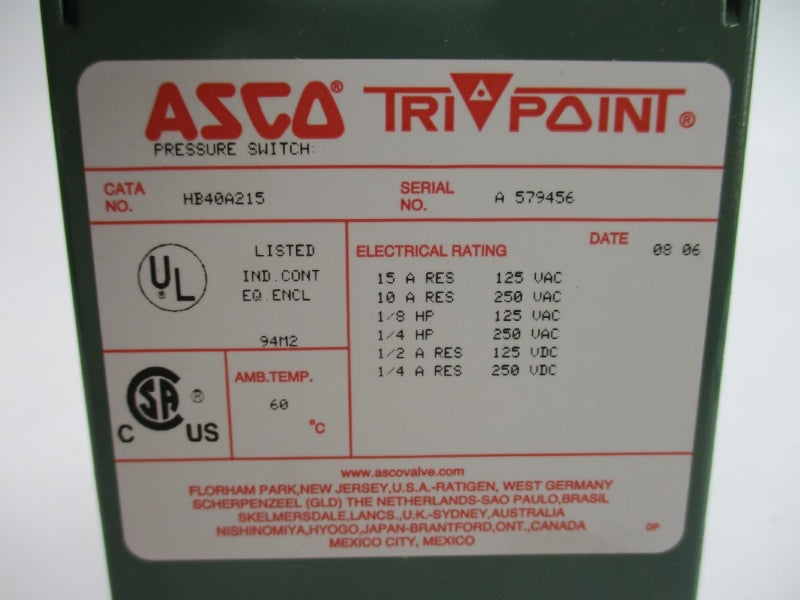 ASCO® TRI POINT®
PRESSURE SWITCH:
CATA NO. HB40A215 SERIAL NO. A 579456
UL®
LISTED
IND.CONT
EQ.ENCL
94M2
ELECTRICAL RATING DATE 08 06
15 A RES 125 VAC
10 A RES 250 VAC
1/8 HP 125 VAC
1/4 HP 250 VAC
1/2 A RES 125 VDC
1/4 A RES 250 VDC
C SA® US
AMB.TEMP.
60
°C
www.ascovalve.com
FLORHAM PARK,NEW JERSEY,U.S.A.-RATIGEN, WEST GERMANY
SCHERPENZEEL (GLD) THE NETHERLANDS-SAO PAULO,BRASIL
SKELMERSDALE,LANCS.,U.K.-SYDNEY,AUSTRALIA
NISHINOMIYA,HYOGO,JAPAN-BRANTFORD,ONT.,CANADA
MEXICO CITY, MEXICO
DP